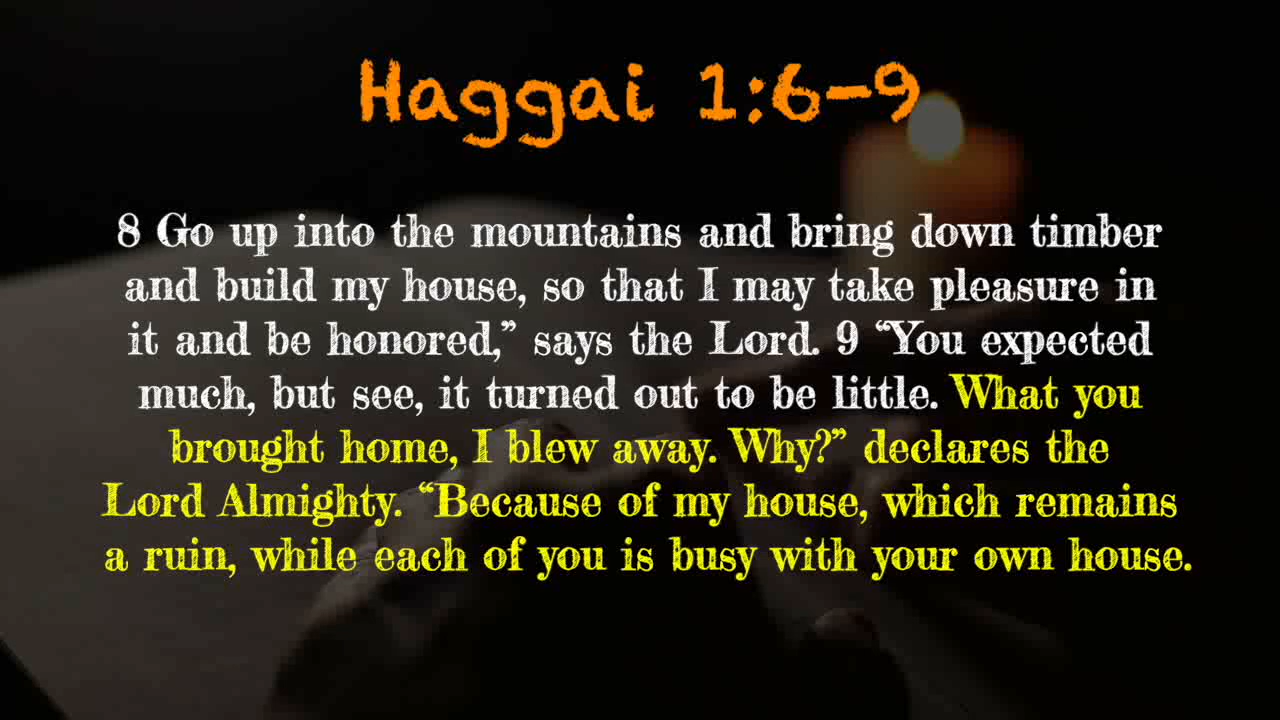 Haggai 1:6-9
8 Go up into the mountains and bring down timber
and build my house, so that I may take pleasure in
it and be honored,” says the Lord. 9 “You expected
much, but see, it turned out to be little. What you
brought home, I blew away. Why?” declares the
Lord Almighty. “Because of my house, which remains
a ruin, while each of you is busy with your own house.